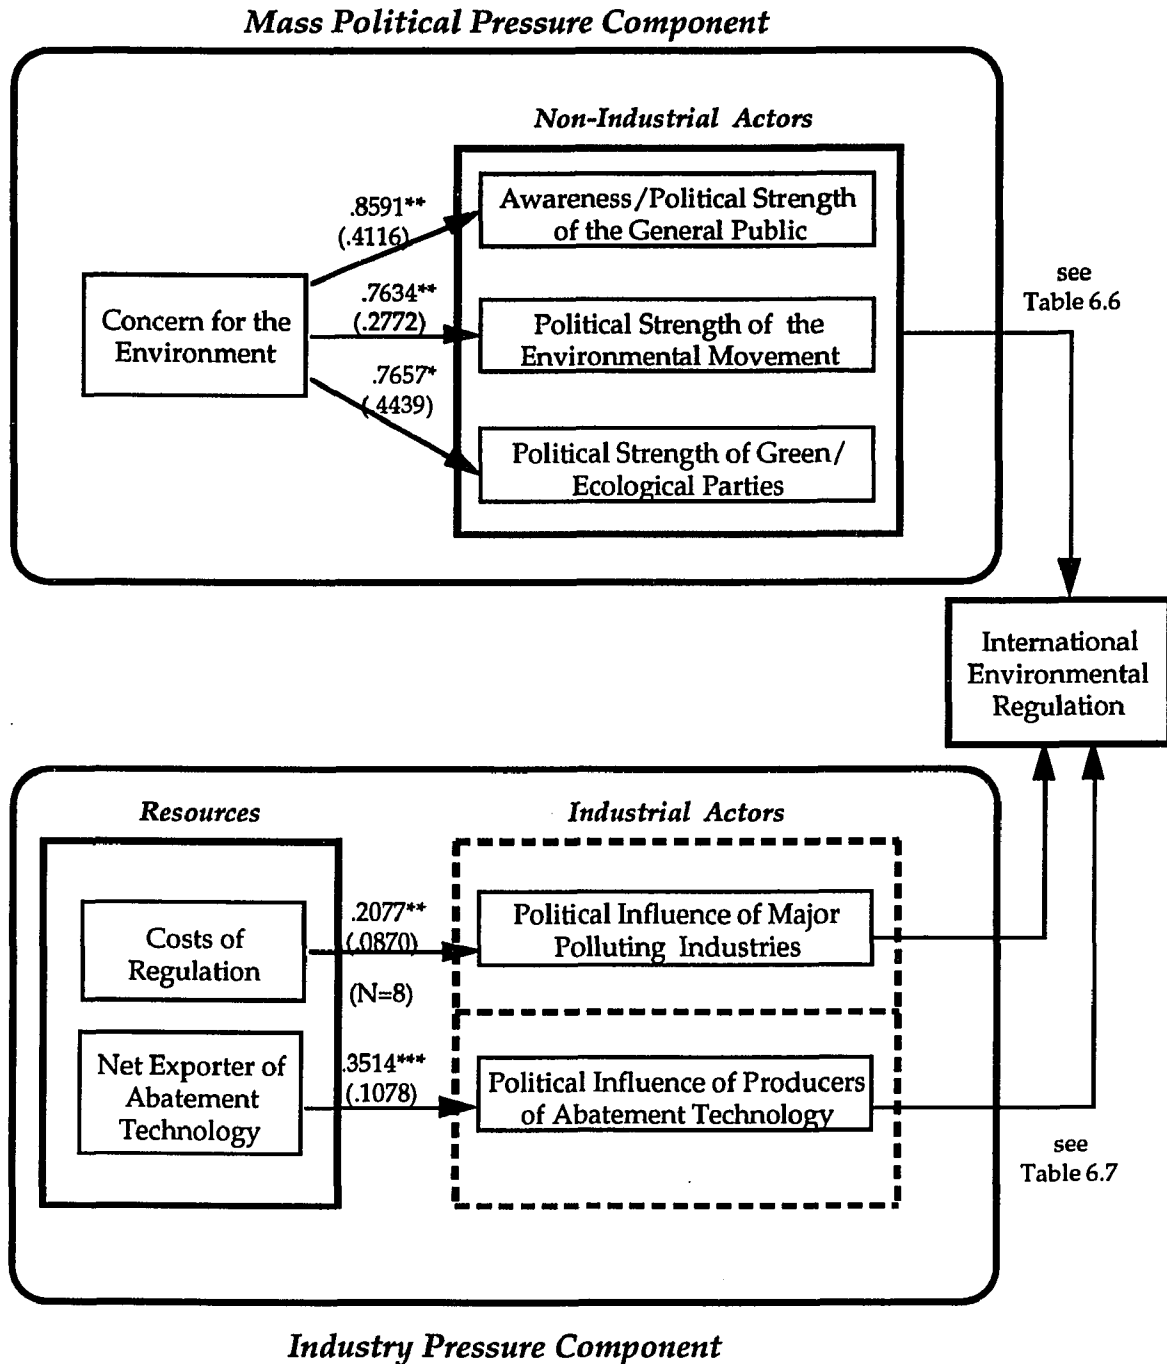 Mass Political Pressure Component
Non-Industrial Actors
.8591**
(.4116)
Awareness/Political Strength
of the General Public
see
Table 6.6
Concern for the
Environment
.7634**
(.2772)
Political Strength of the
Environmental Movement
.7657*
(.4439)
Political Strength of Green/
Ecological Parties
International
Environmental
Regulation
Resources
Industrial Actors
Costs of
Regulation
.2077**
(.0870)
(N=8)
Political Influence of Major
Polluting Industries
Net Exporter of
Abatement
Technology
.3514***
(.1078)
Political Influence of Producers
of Abatement Technology
see
Table 6.7
Industry Pressure Component